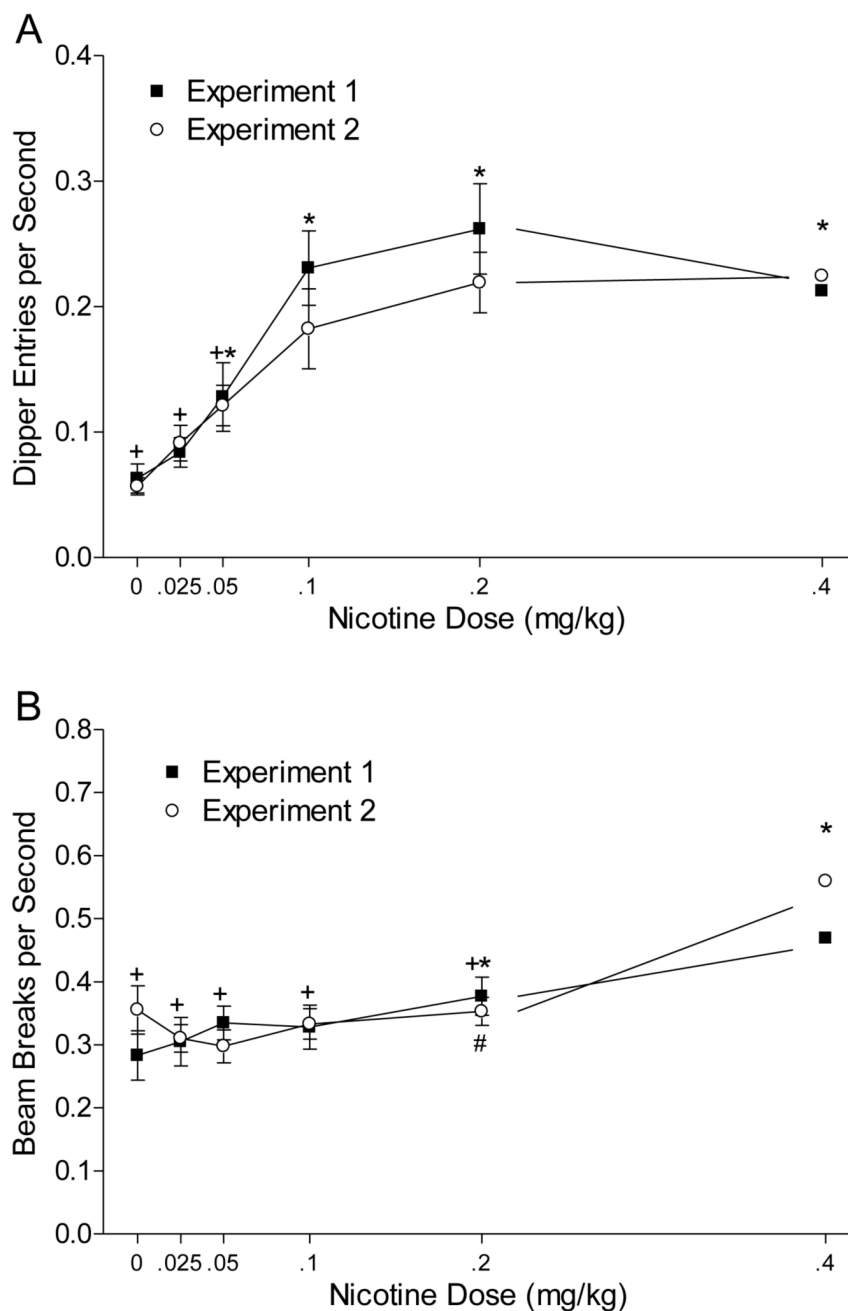 A
0.4
Experiment 1
Experiment 2
*
0.3
*
*
*
0.2
+*
+
0.1
+
0.0
Dipper Entries per Second
0 .025 .05 .1 .2 .4
Nicotine Dose (mg/kg)
B
0.8
Experiment 1
0.7
Experiment 2
*
0.6
0.5
+ + + + +*
0.4
0.3
#
0.2
0.1
0.0
Beam Breaks per Second
0 .025 .05 .1 .2 .4
Nicotine Dose (mg/kg)